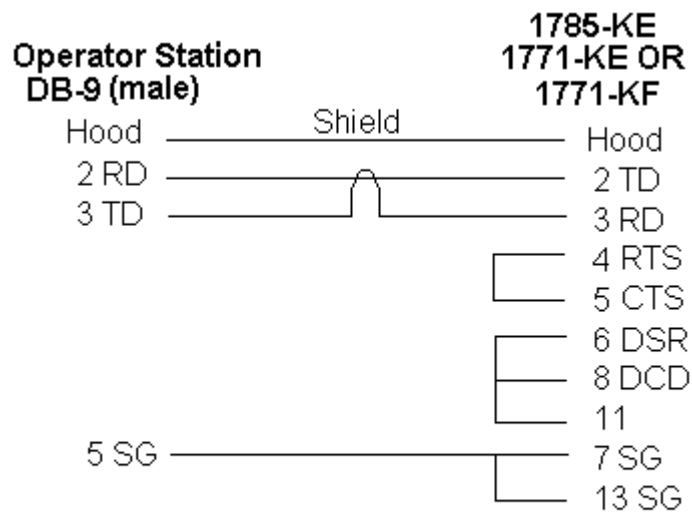 1785-KE
Operator Station 1771-KE OR
DB-9 (male) 1771-KF
Hood Shield Hood
2 RD 2 TD
3 TD 3 RD
4 RTS
5 CTS
6 DSR
8 DCD
11
5 SG 7 SG
13 SG